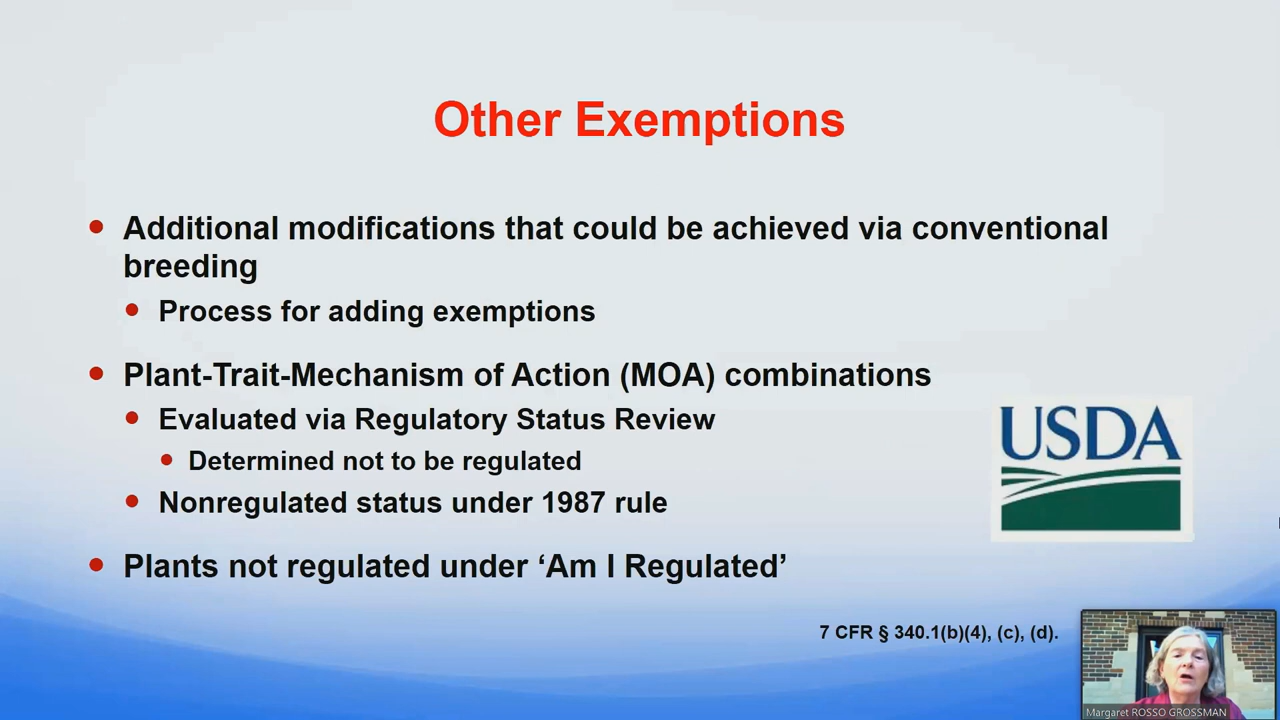 Other Exemptions
Additional modifications that could be achieved via conventional
breeding
Process for adding exemptions
Plant-Trait-Mechanism of Action (MOA) combinations
Evaluated via Regulatory Status Review
Determined not to be regulated
Nonregulated status under 1987 rule
USDA
Plants not regulated under ‘Am I Regulated’
7 CFR § 340.1(b)(4), (c), (d).
Margaret ROSSO GROSSMAN